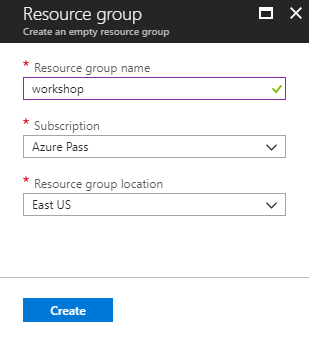 Resource group
Create an empty resource group
* Resource group name
workshop
* Subscription
Azure Pass
* Resource group location
East US
Create